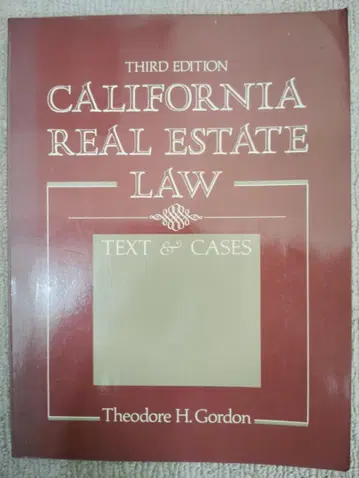 THIRD EDITION
CALIFORNIA
REAL ESTATE
LAW
TEXT & CASES
Theodore H. Gordon